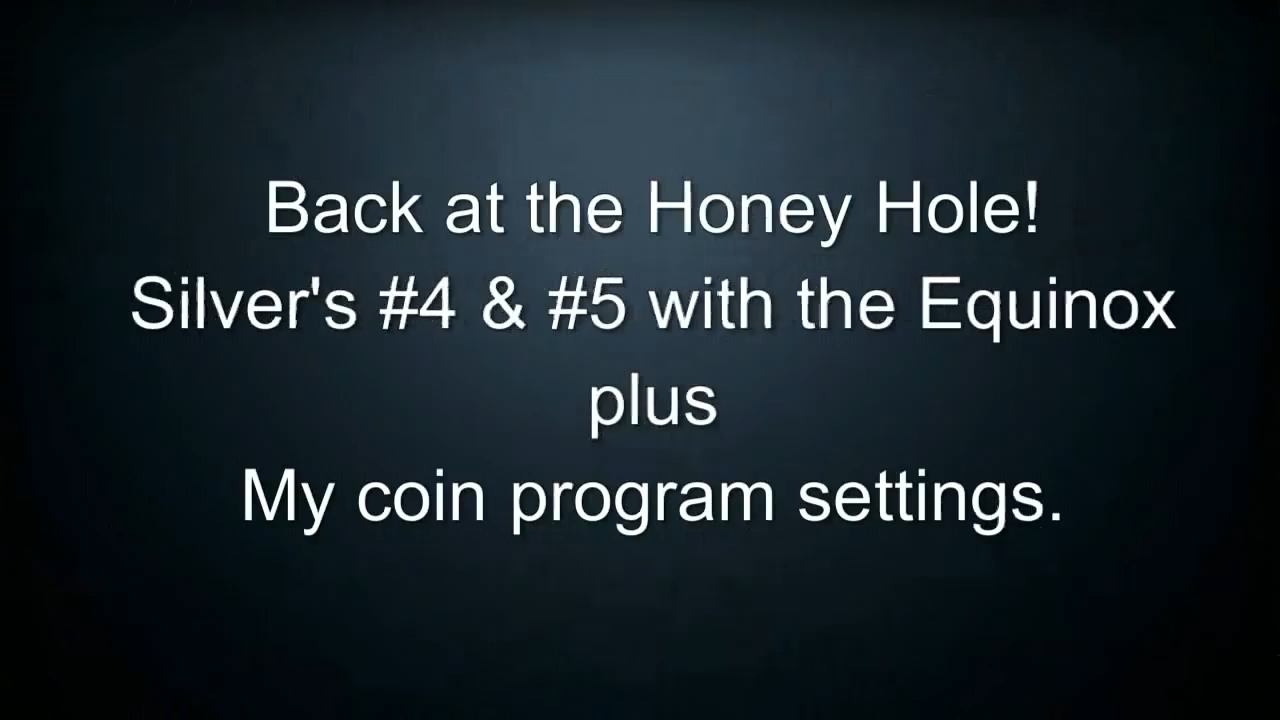 Back at the Honey Hole!
Silver's #4 & #5 with the Equinox
plus
My coin program settings.